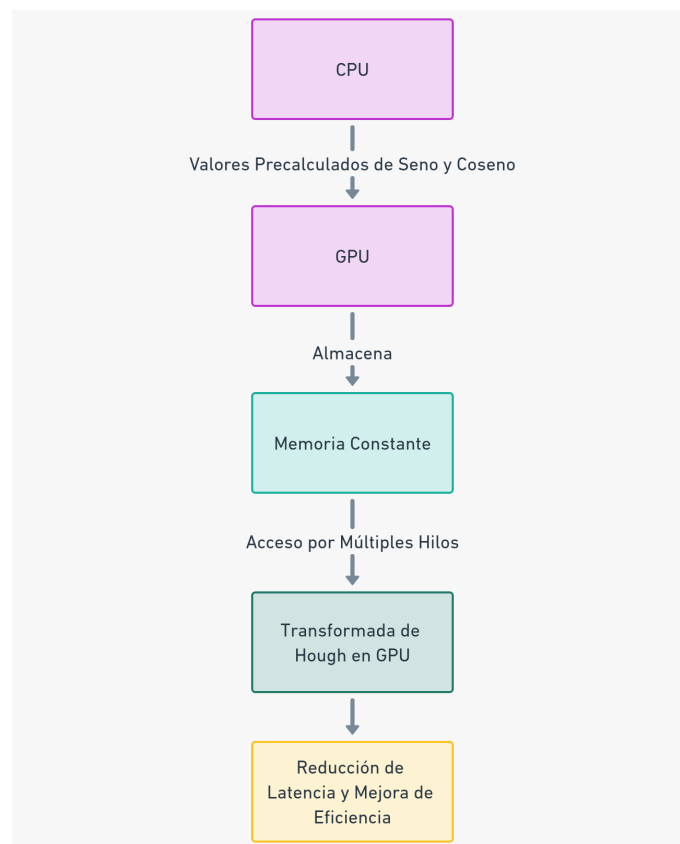 CPU
Valores Precalculados de Seno y Coseno
GPU
Almacena
Memoria Constante
Acceso por Múltiples Hilos
Transformada de
Hough en GPU
Reducción de
Latencia y Mejora de
Eficiencia